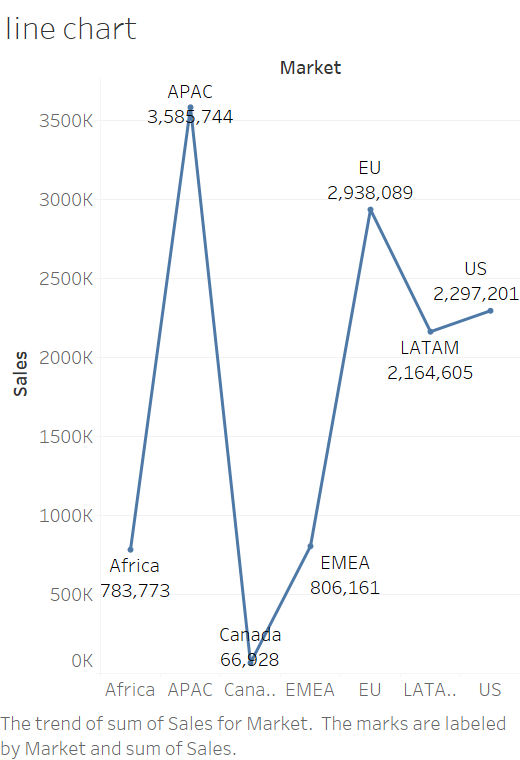 line chart
Market
APAC
3,585,744
EU
2,938,089
US
2,297,201
LATAM
2,164,605
Africa
783,773
EMEA
806,161
Canada
66,928
Sales
3500K
3000K
2500K
2000K
1500K
1000K
500K
0K
Africa APAC Cana.. EMEA EU LATA.. US
The trend of sum of Sales for Market. The marks are labeled
by Market and sum of Sales.